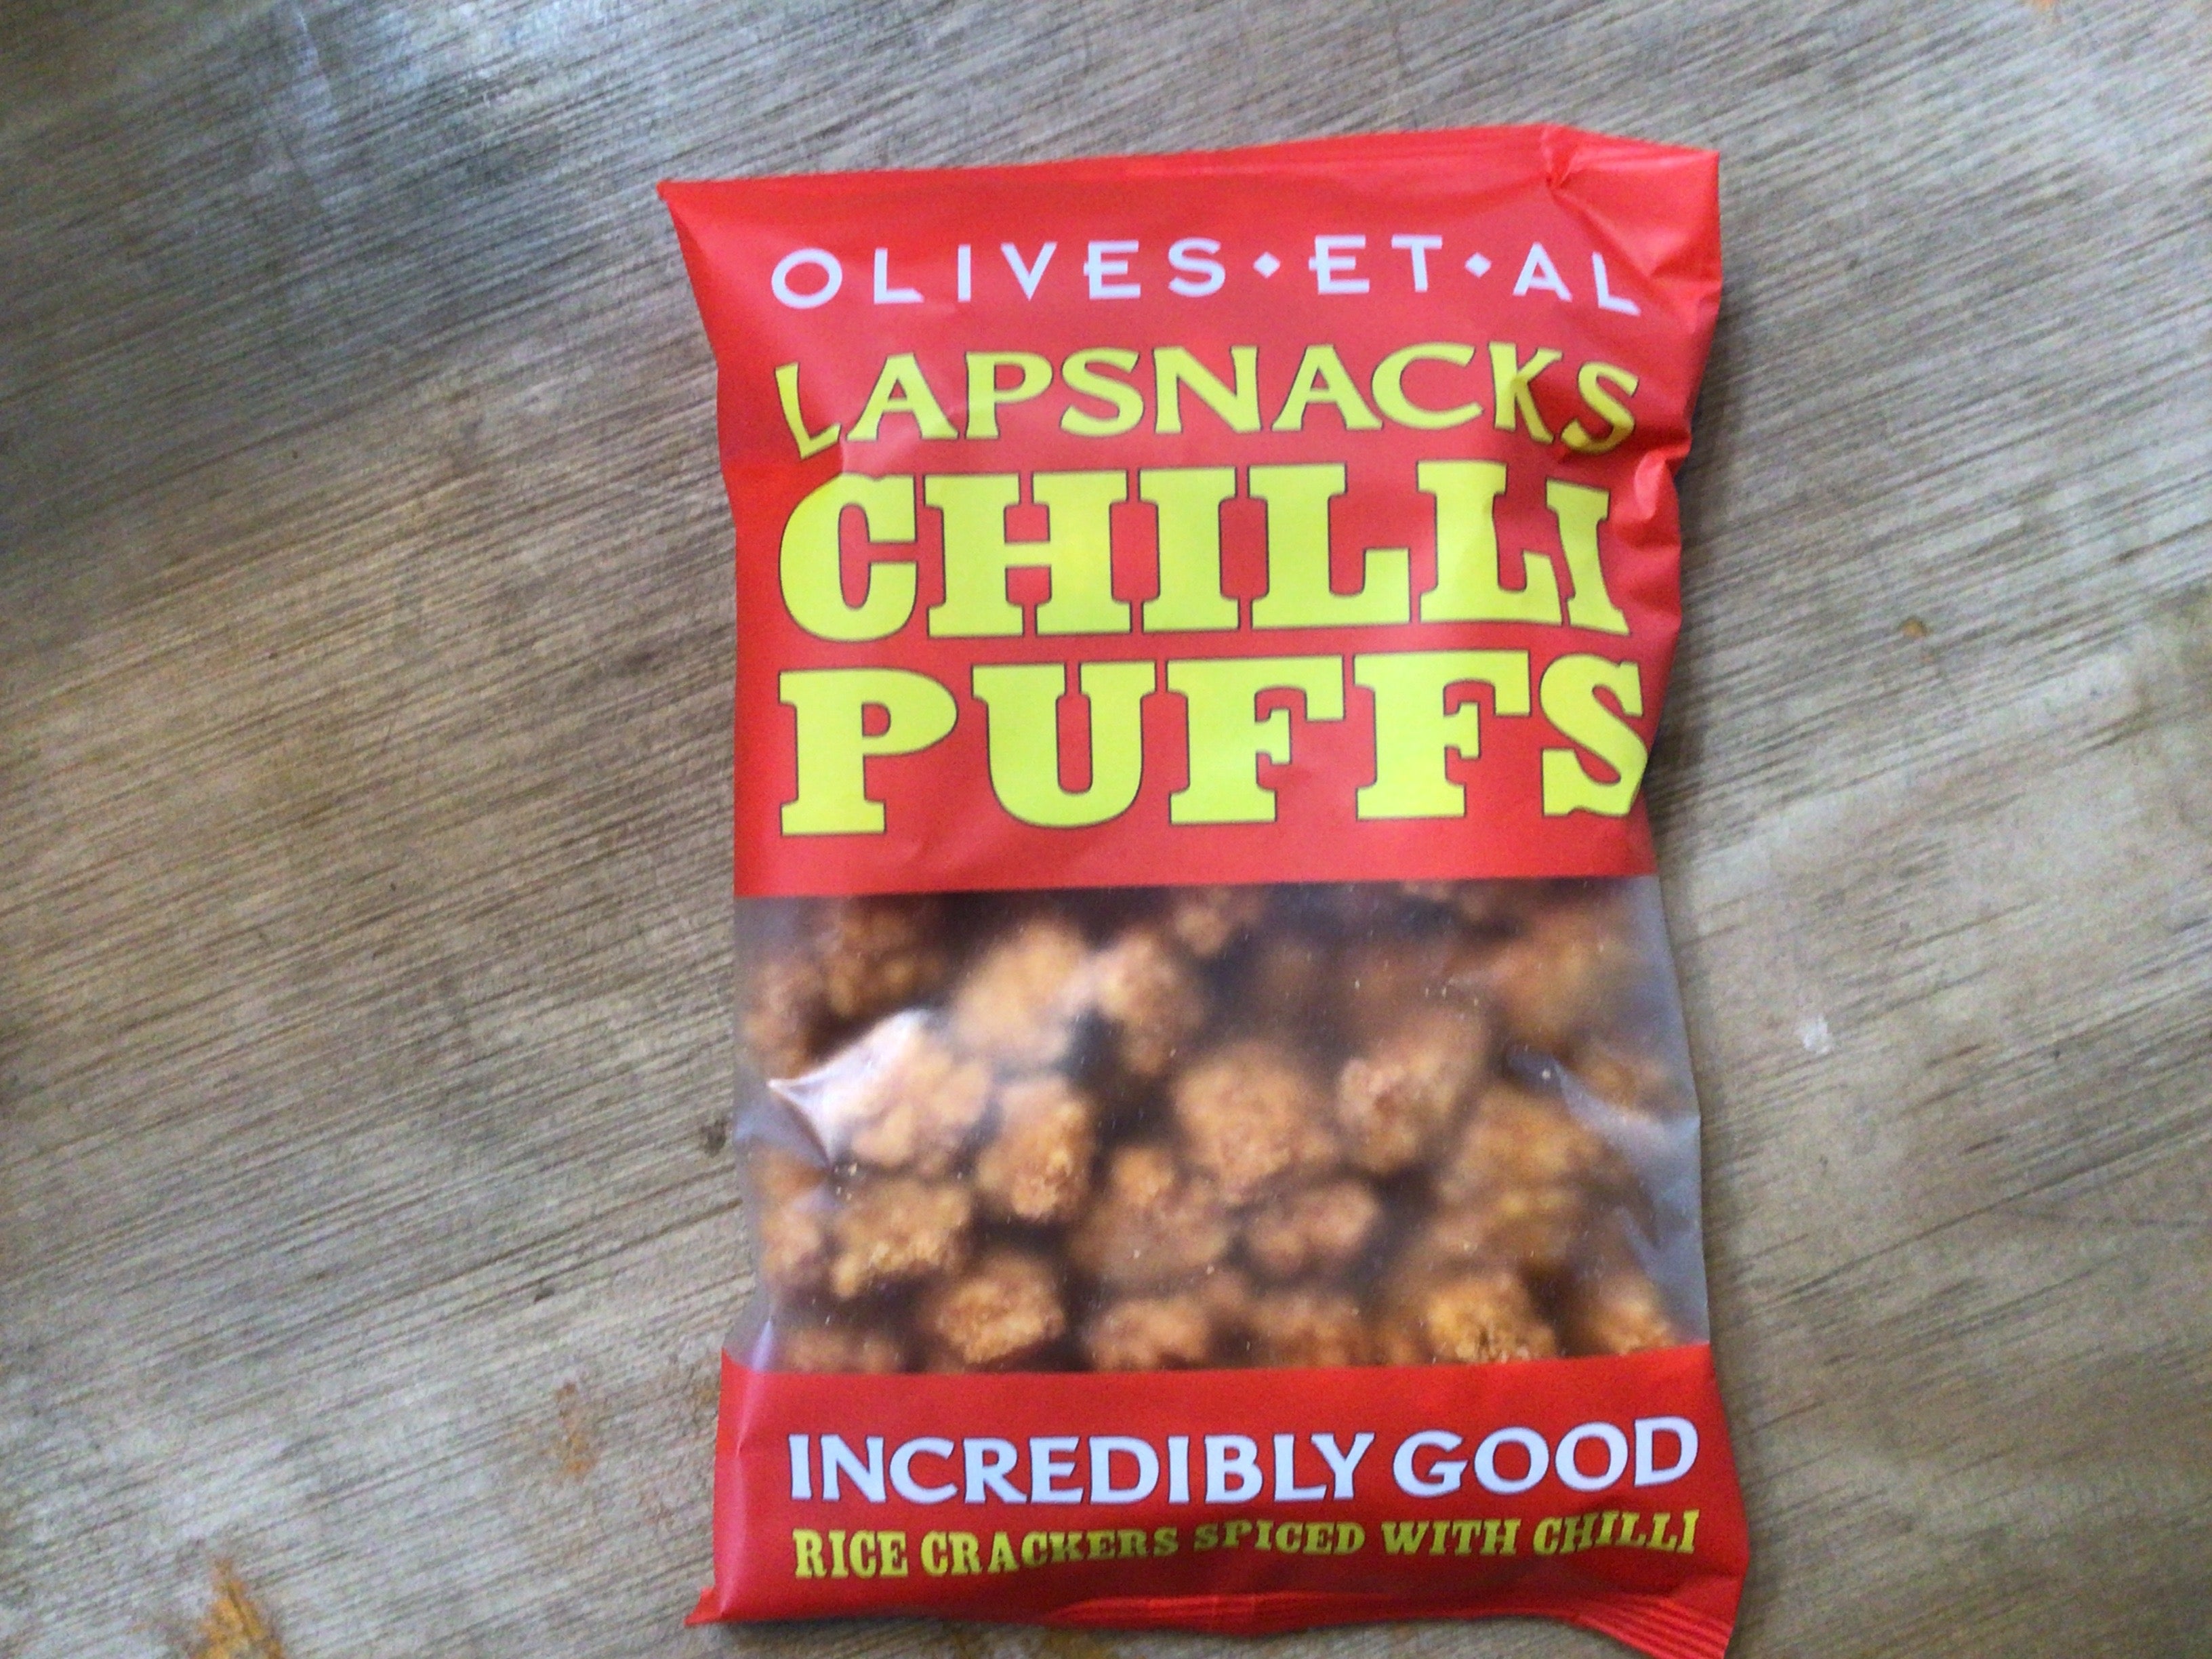 OLIVES • ET • AL
LAPSNACKS
CHILLI
PUFFS
INCREDIBLY GOOD
RICE CRACKERS SPICED WITH CHILLI